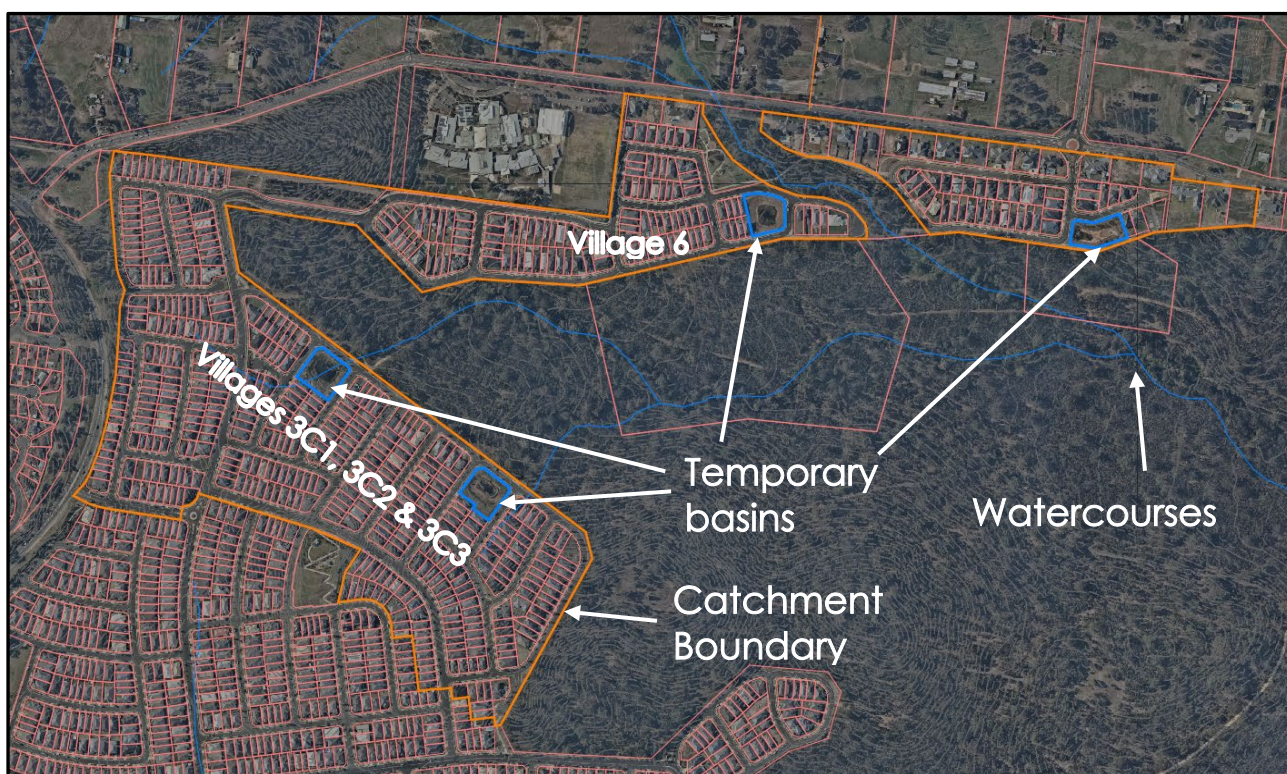 Village 6
Villages 3C1, 3C2 & 3C3
Temporary
basins
Watercourses
Catchment
Boundary